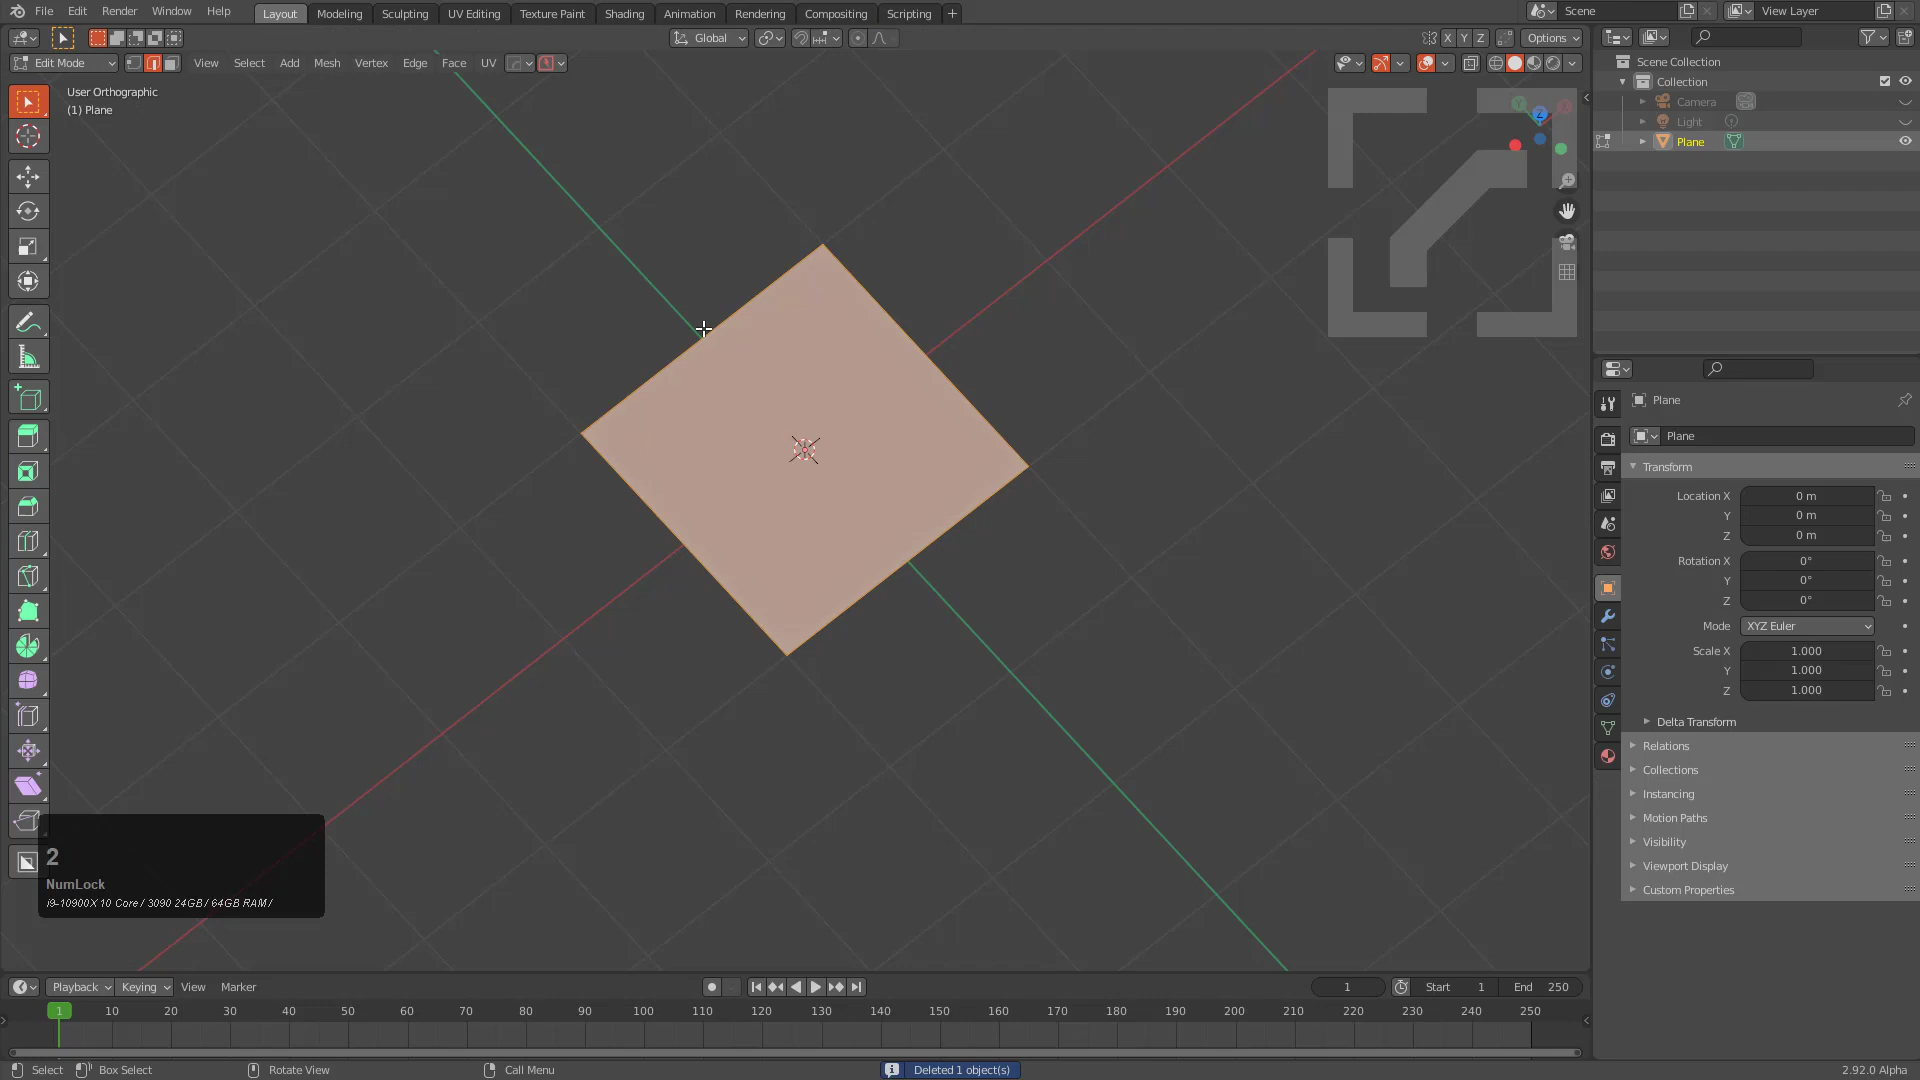 File Edit Render Window Help Layout Modeling Sculpting UV Editing Texture Paint Shading Animation Rendering Compositing Scripting + Scene View Layer
Global X Y Z Options
Edit Mode View Select Add Mesh Vertex Edge Face UV
User Orthographic
(1) Plane
Scene Collection
Collection
Camera
Light
Plane
Y Z X
Plane
Plane
Transform
Location X 0 m
Y 0 m
Z 0 m
Rotation X 0°
Y 0°
Z 0°
Mode XYZ Euler
Scale X 1.000
Y 1.000
Z 1.000
Delta Transform
Relations
Collections
Instancing
Motion Paths
Visibility
Viewport Display
Custom Properties
2
NumLock
i9-10900X 10 Core / 3090 24GB / 64GB RAM /
Playback Keying View Marker 1 Start 1 End 250
1 10 20 30 40 50 60 70 80 90 100 110 120 130 140 150 160 170 180 190 200 210 220 230 240 250
Select Box Select Rotate View Call Menu Deleted 1 object(s) 2.92.0 Alpha